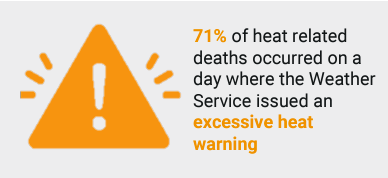 71% of heat related
deaths occurred on a
day where the Weather
Service issued an
excessive heat
warning